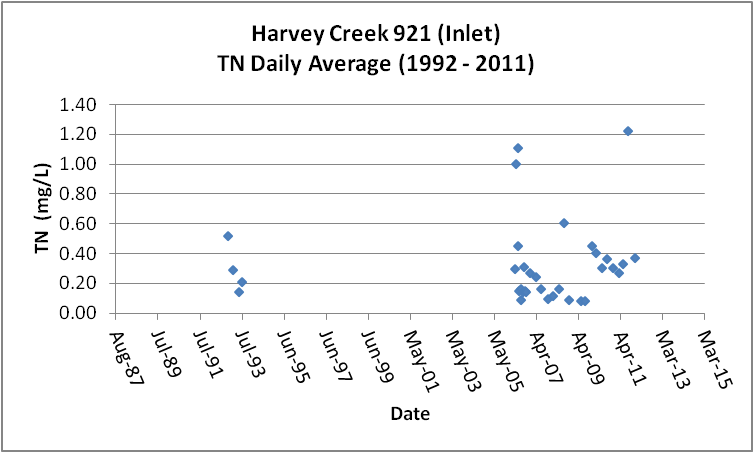 Harvey Creek 921 (Inlet)
TN Daily Average (1992 - 2011)
1.40
1.20
1.00
0.80
0.60
0.40
0.20
0.00
TN (mg/L)
Aug-87
Jul-89
Jul-91
Jul-93
Jun-95
Jun-97
Jun-99
May-01
May-03
May-05
Apr-07
Apr-09
Apr-11
Mar-13
Mar-15
Date